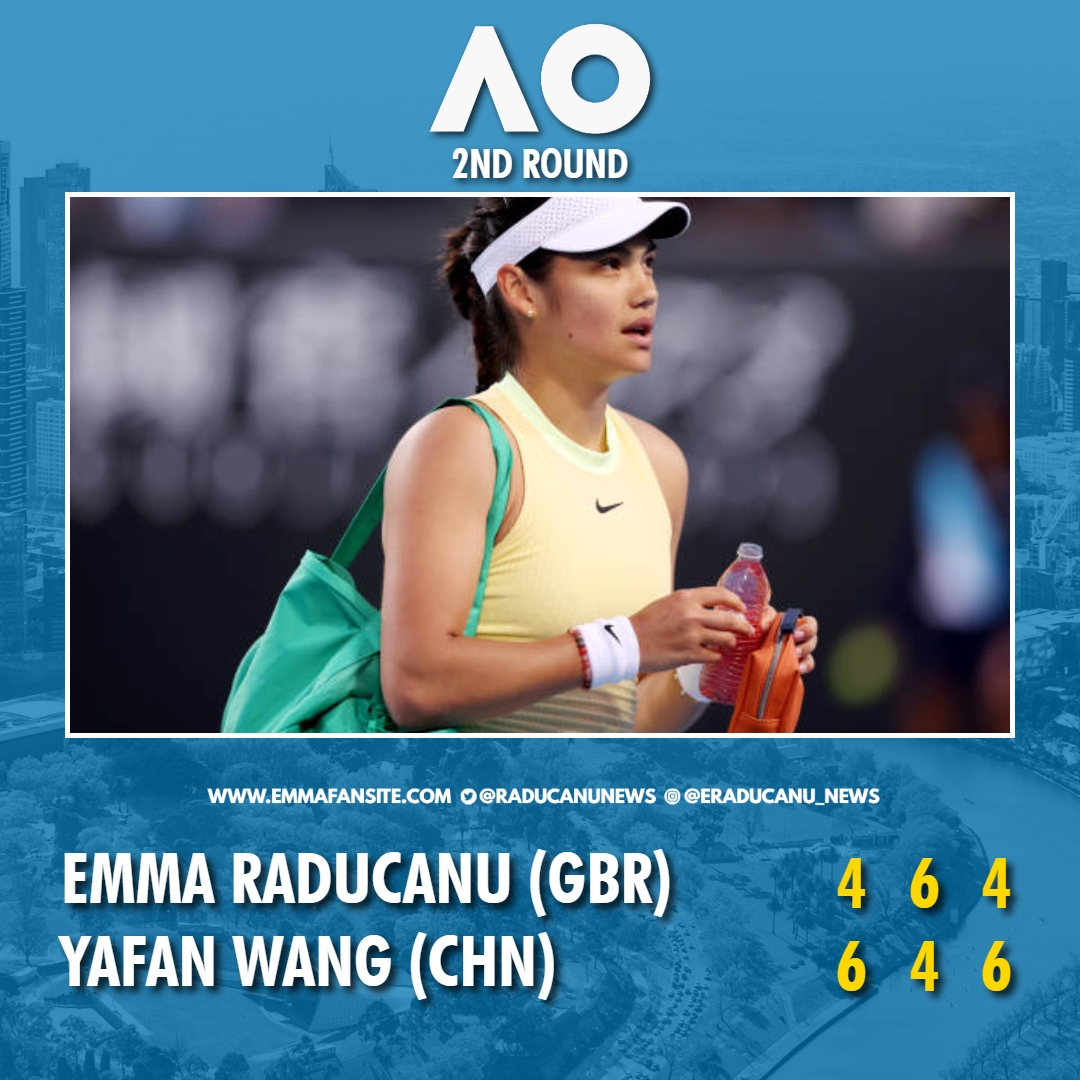 AO
2ND ROUND
WWW.EMMAFANSITE.COM @RADUCANUNEWS @ERADUCANU_NEWS
EMMA RADUCANU (GBR) 4 6 4
YAFAN WANG (CHN) 6 4 6